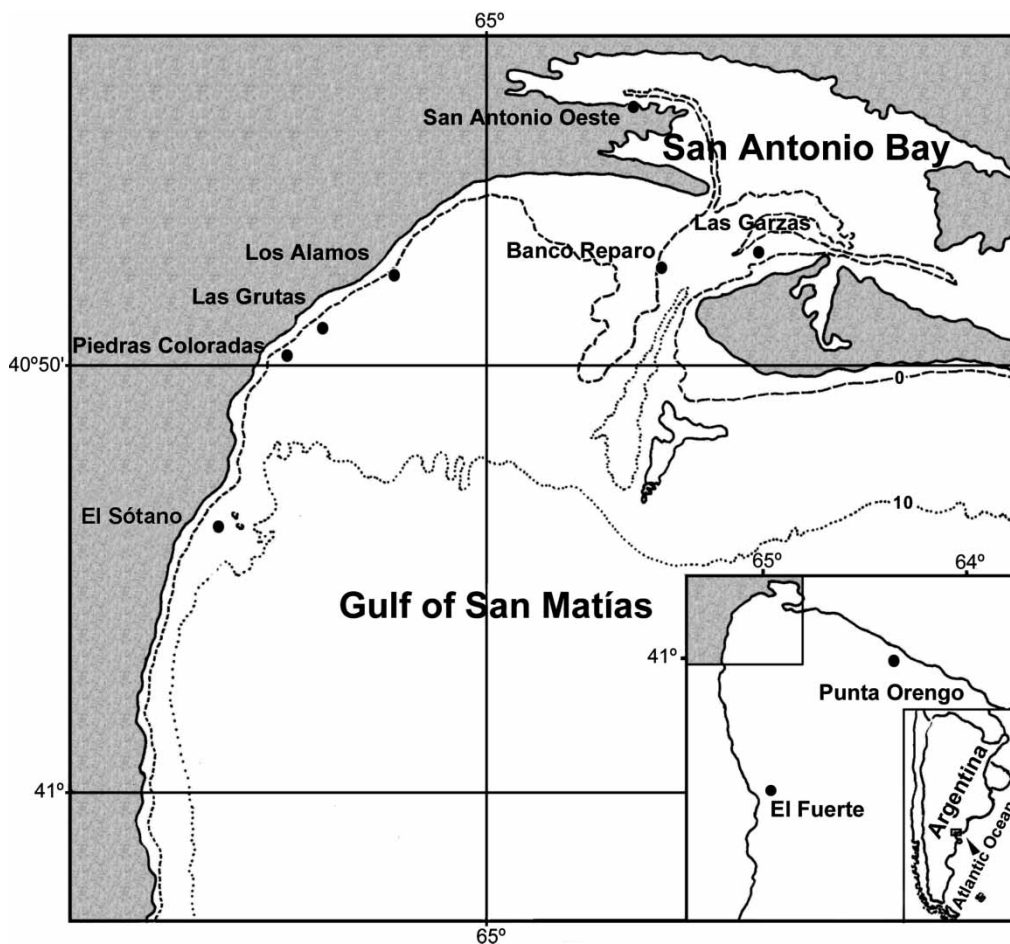 65º
San Antonio Oeste
San Antonio Bay
Las Garzas
Banco Reparo
Los Alamos
Las Grutas
Piedras Coloradas
40º50'
0
El Sótano
10
Gulf of San Matías
65º
64º
41º
Punta Orengo
El Fuerte
Argentina
Atlantic Ocean
41º
65º